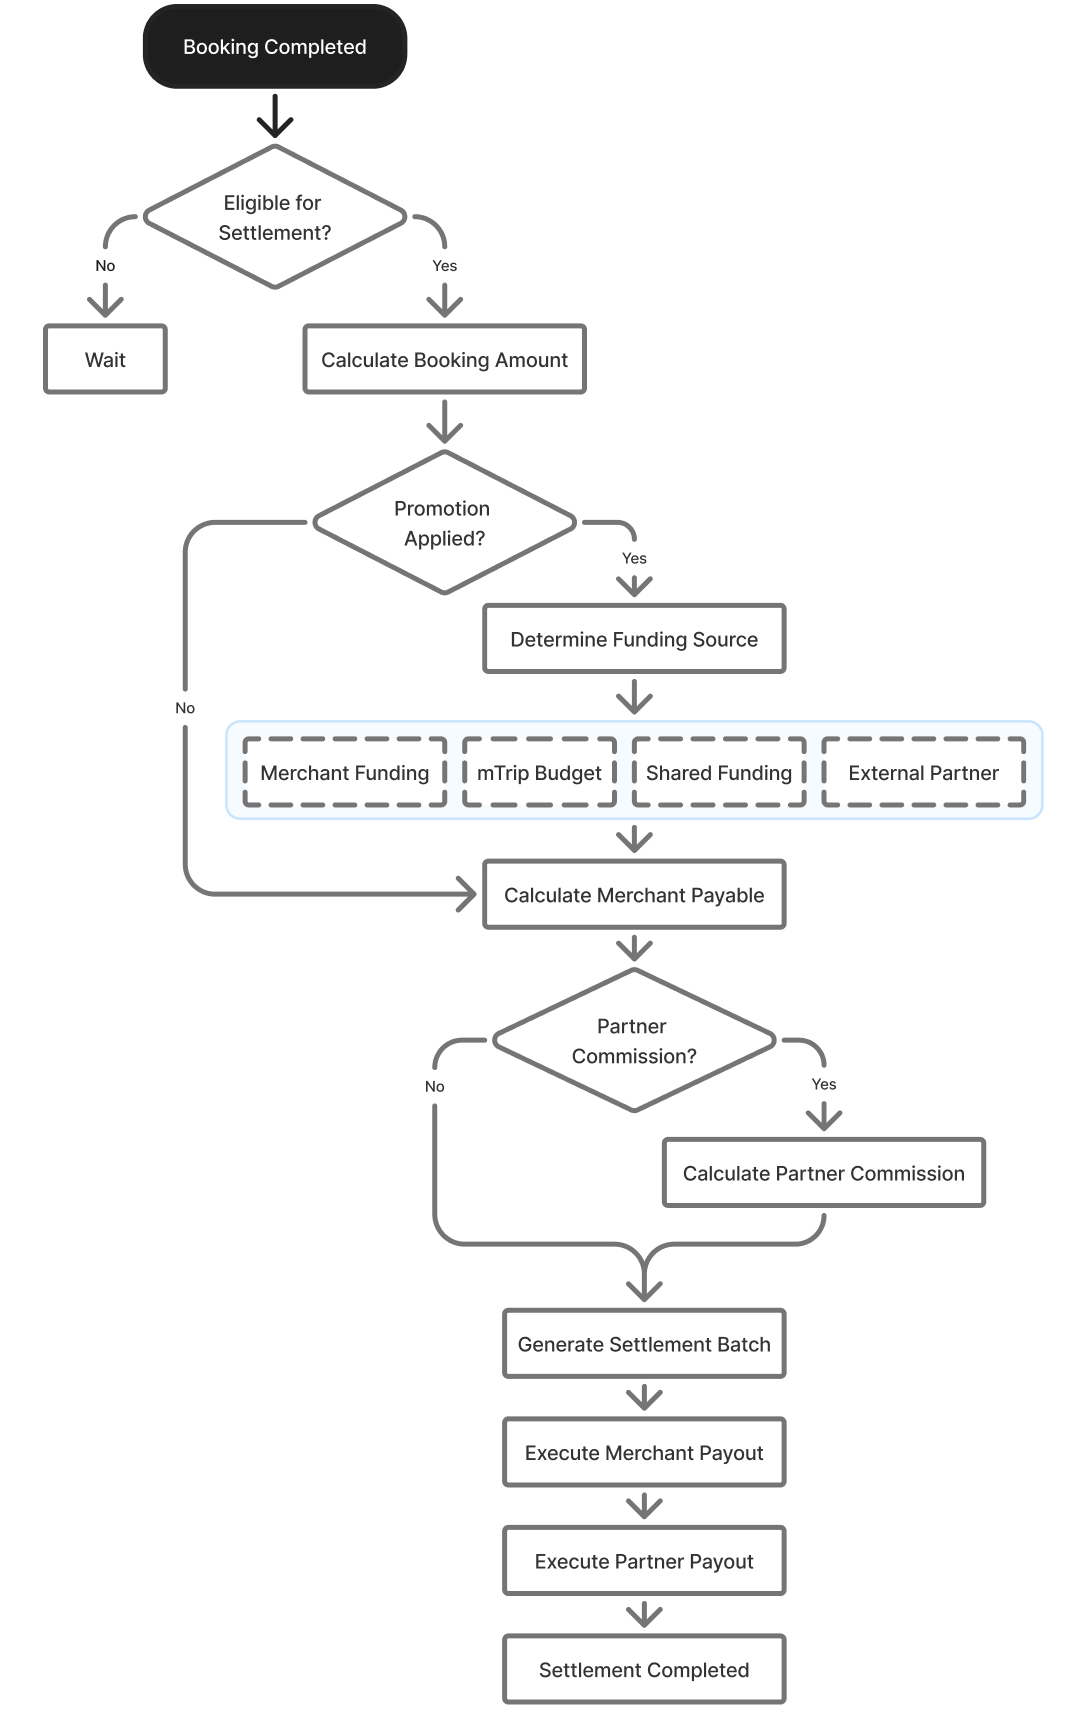 Booking Completed
Eligible for
Settlement?
No
Yes
Wait
Calculate Booking Amount
Promotion
Applied?
Yes
Determine Funding Source
No
Merchant Funding
mTrip Budget
Shared Funding
External Partner
Calculate Merchant Payable
Partner
Commission?
No
Yes
Calculate Partner Commission
Generate Settlement Batch
Execute Merchant Payout
Execute Partner Payout
Settlement Completed